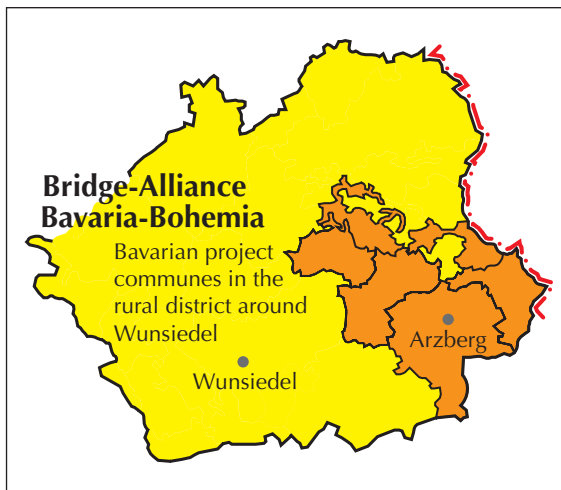 Bridge-Alliance
Bavaria-Bohemia
Bavarian project
communes in the
rural district around
Wunsiedel
Arzberg
Wunsiedel